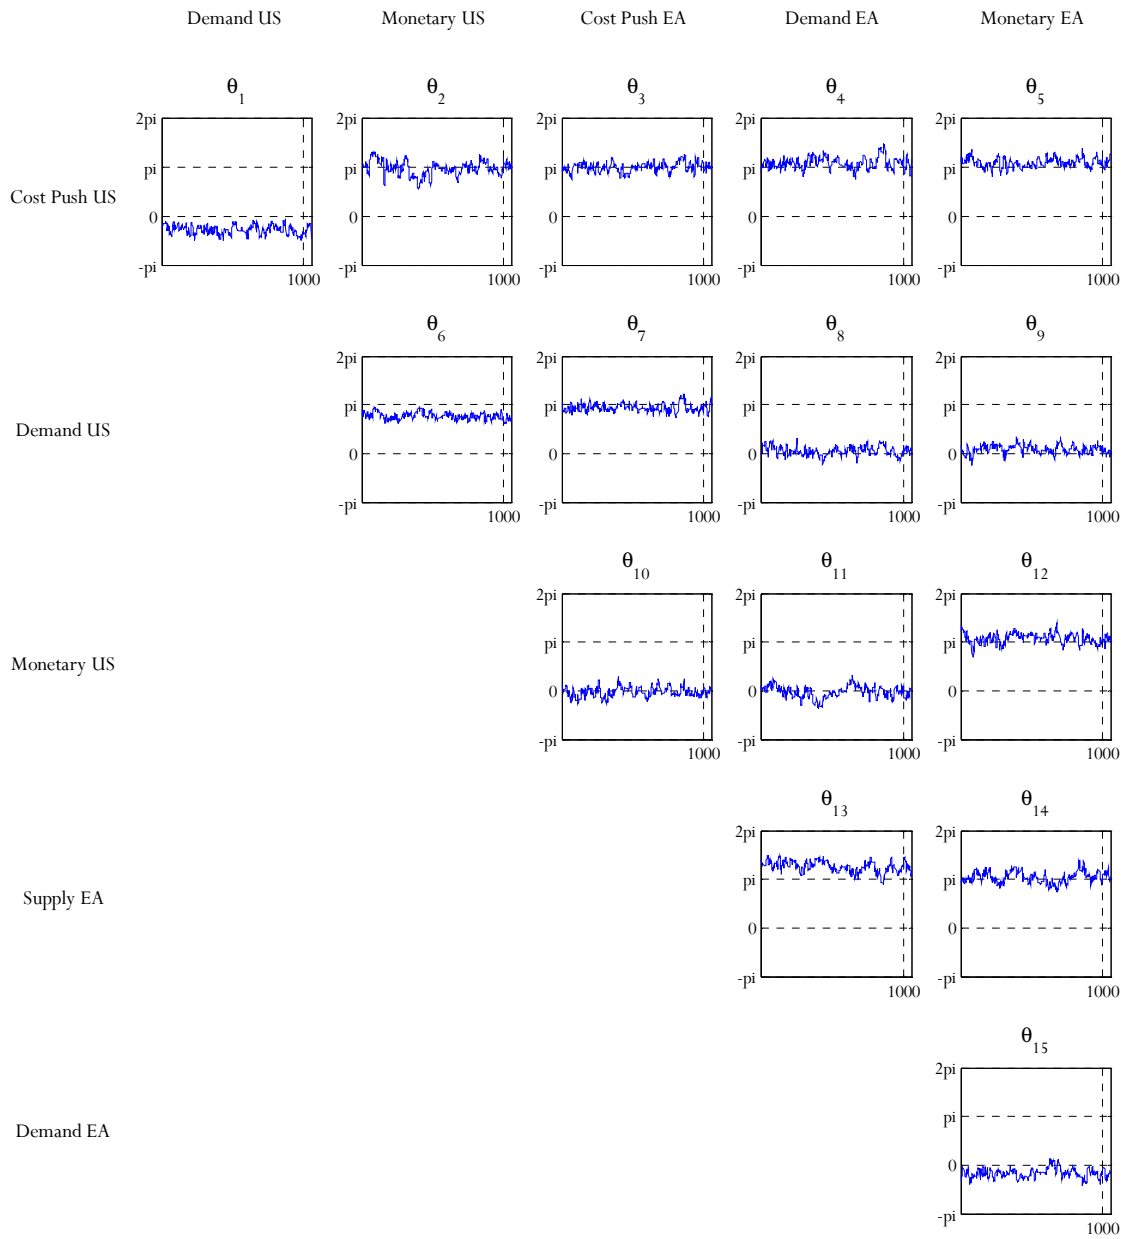 Demand US Monetary US Cost Push EA Demand EA Monetary EA
θ1 θ2 θ3 θ4 θ5
2pi 2pi 2pi 2pi 2pi
pi pi pi pi pi
Cost Push US
0 0 0 0 0
-pi -pi -pi -pi -pi
1000 1000 1000 1000 1000
θ6 θ7 θ8 θ9
2pi 2pi 2pi 2pi
pi pi pi pi
Demand US
0 0 0 0
-pi -pi -pi -pi
1000 1000 1000 1000
θ10 θ11 θ12
2pi 2pi 2pi
pi pi pi
Monetary US
0 0 0
-pi -pi -pi
1000 1000 1000
θ13 θ14
2pi 2pi
pi pi
Supply EA
0 0
-pi -pi
1000 1000
θ15
2pi
pi
Demand EA
0
-pi
1000